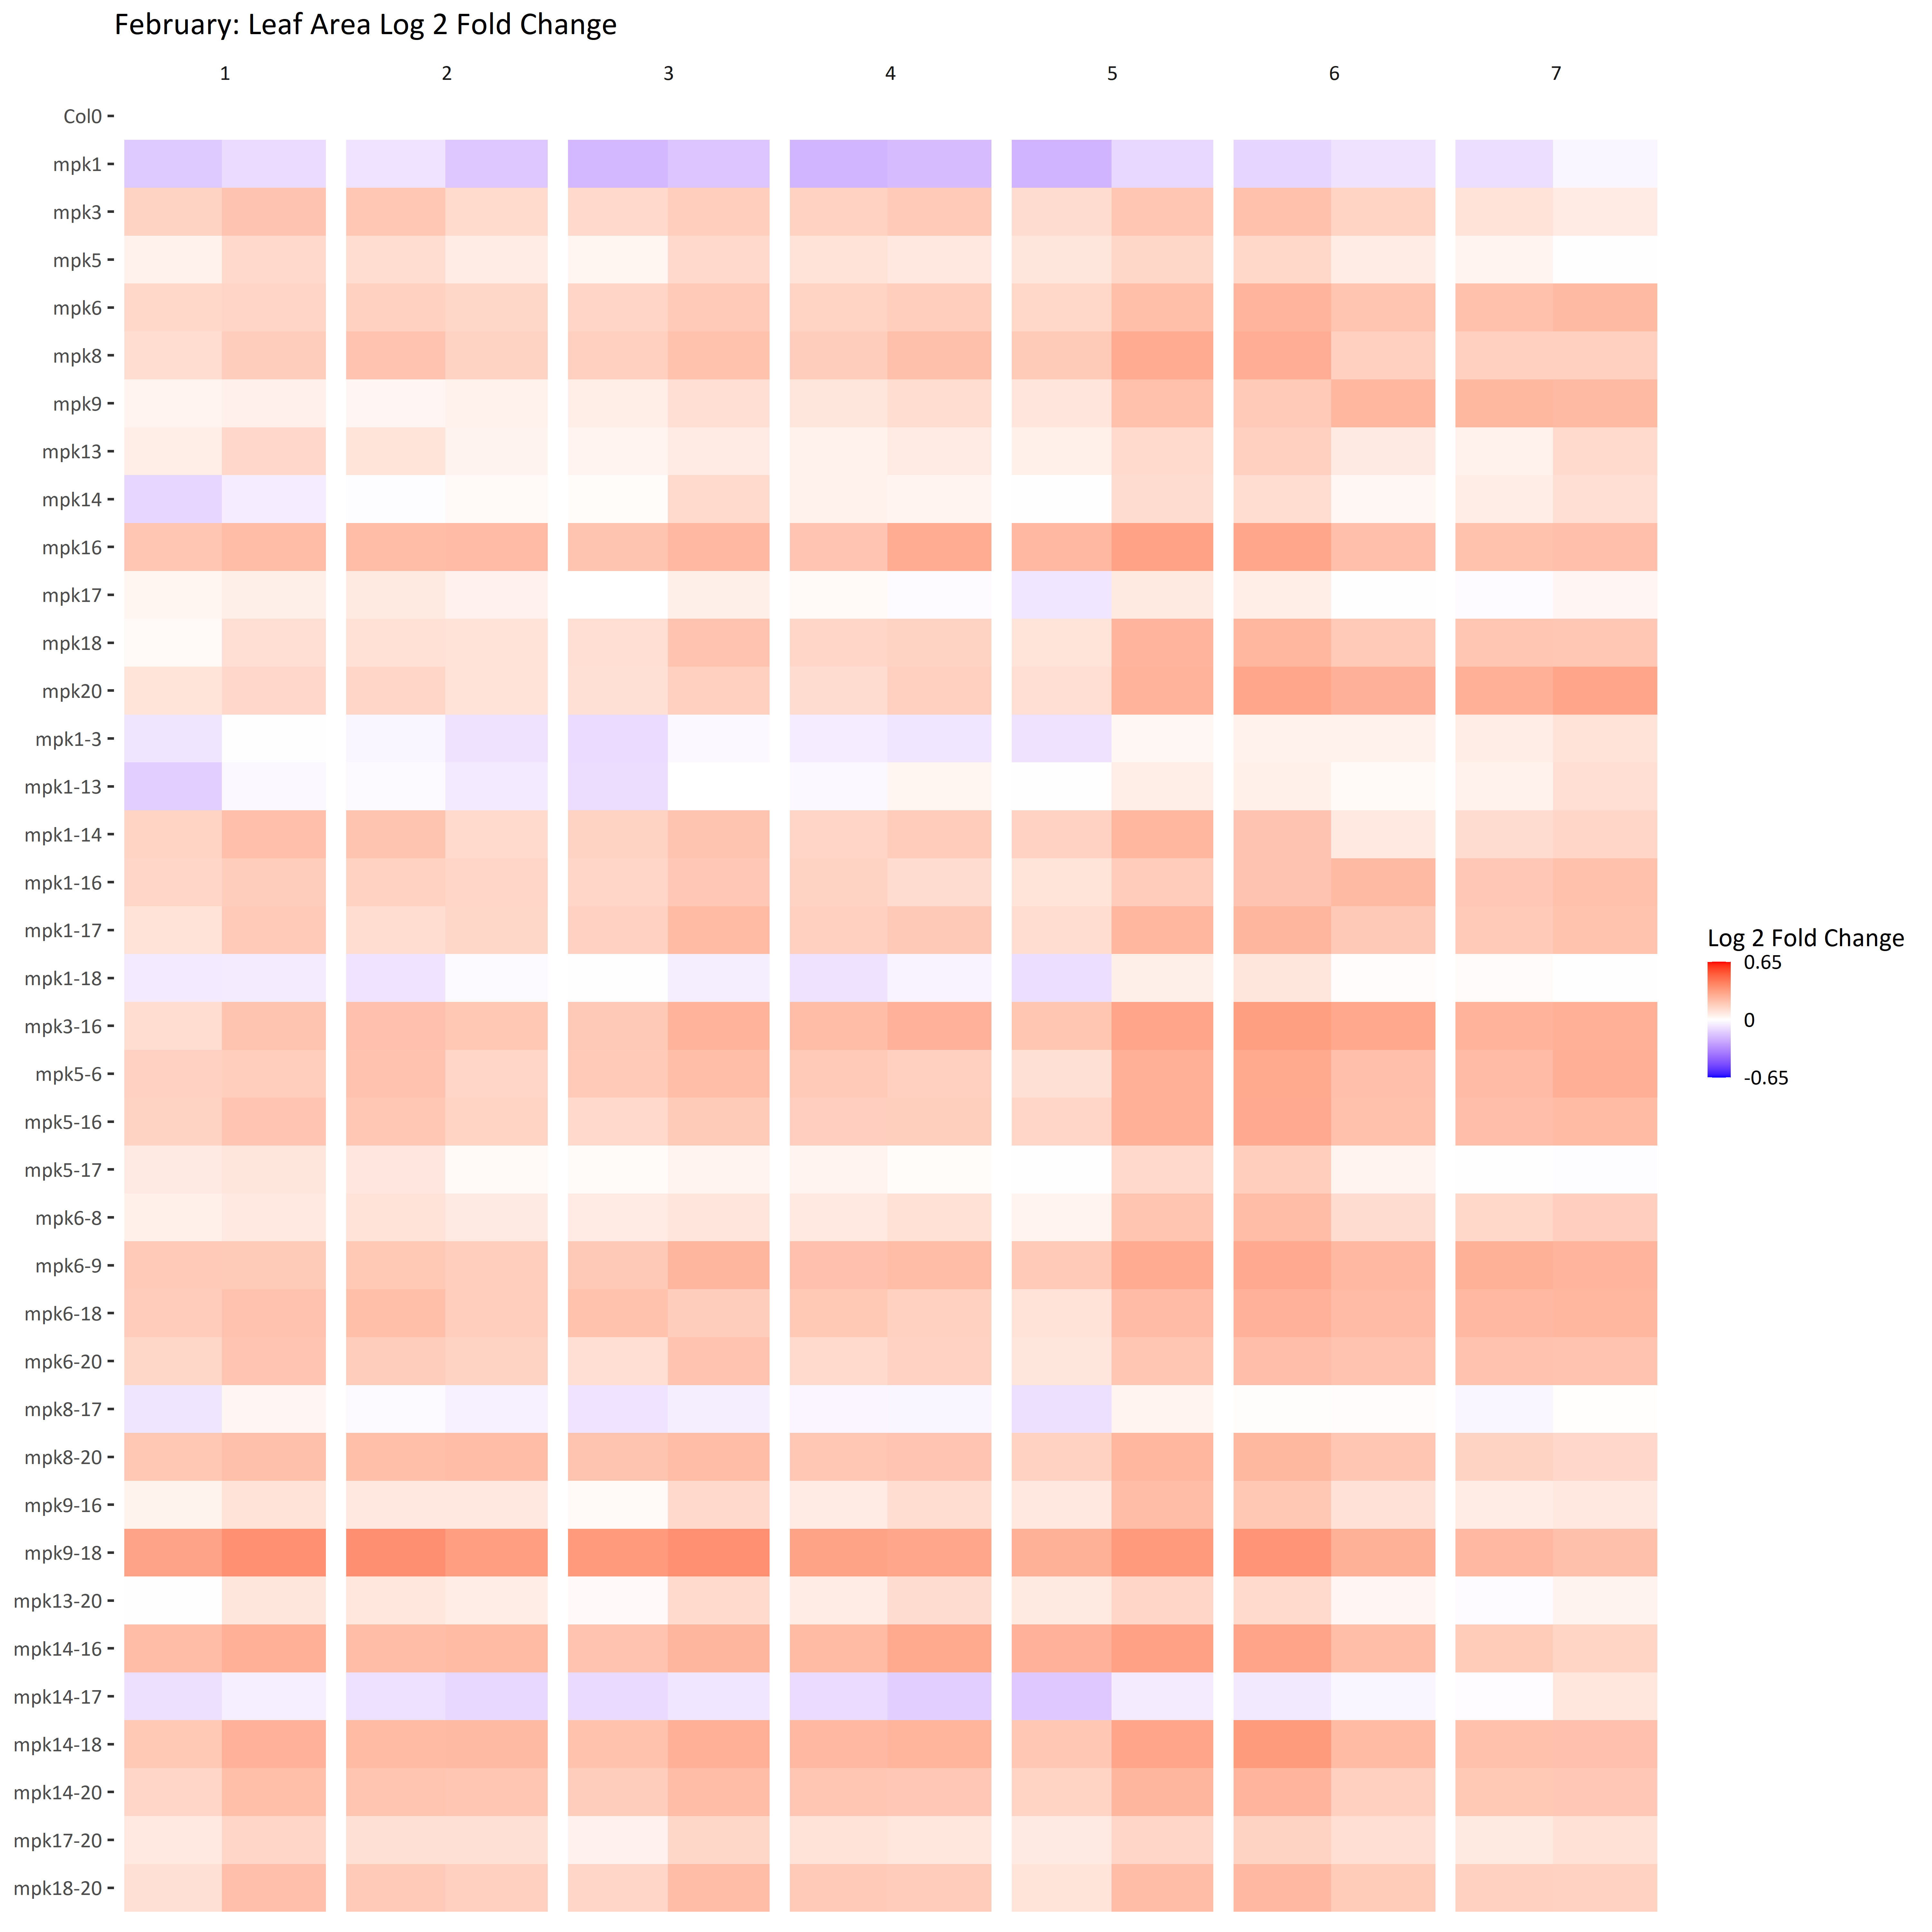 February: Leaf Area Log 2 Fold Change
1 2 3 4 5 6 7
Col0
mpk1
mpk3
mpk5
mpk6
mpk8
mpk9
mpk13
mpk14
mpk16
mpk17
mpk18
mpk20
mpk1-3
mpk1-13
mpk1-14
mpk1-16
mpk1-17
mpk1-18
mpk3-16
mpk5-6
mpk5-16
mpk5-17
mpk6-8
mpk6-9
mpk6-18
mpk6-20
mpk8-17
mpk8-20
mpk9-16
mpk9-18
mpk13-20
mpk14-16
mpk14-17
mpk14-18
mpk14-20
mpk17-20
mpk18-20
Log 2 Fold Change
0.65
0
-0.65